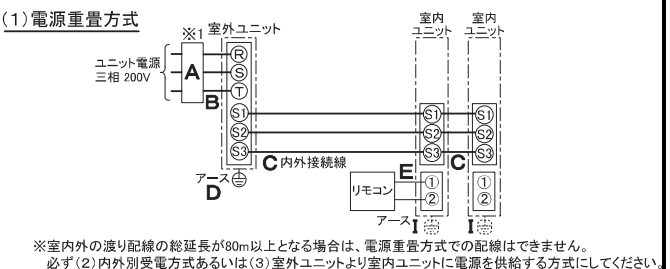 (1)電源重畳方式
※1
室外ユニット
室内
ユニット
室内
ユニット
ユニット電源
三相 200V
A
B
R
S
T
S1
S2
S3
S1
S2
S3
S1
S2
S3
C 内外接続線
C
アース
D
E
リモコン
①
②
①
②
アース
I
I
※室内外の渡り配線の総延長が80m以上となる場合は、電源重畳方式での配線はできません。
必ず(2)内外別受電方式あるいは(3)室外ユニットより室内ユニットに電源を供給する方式にしてください。